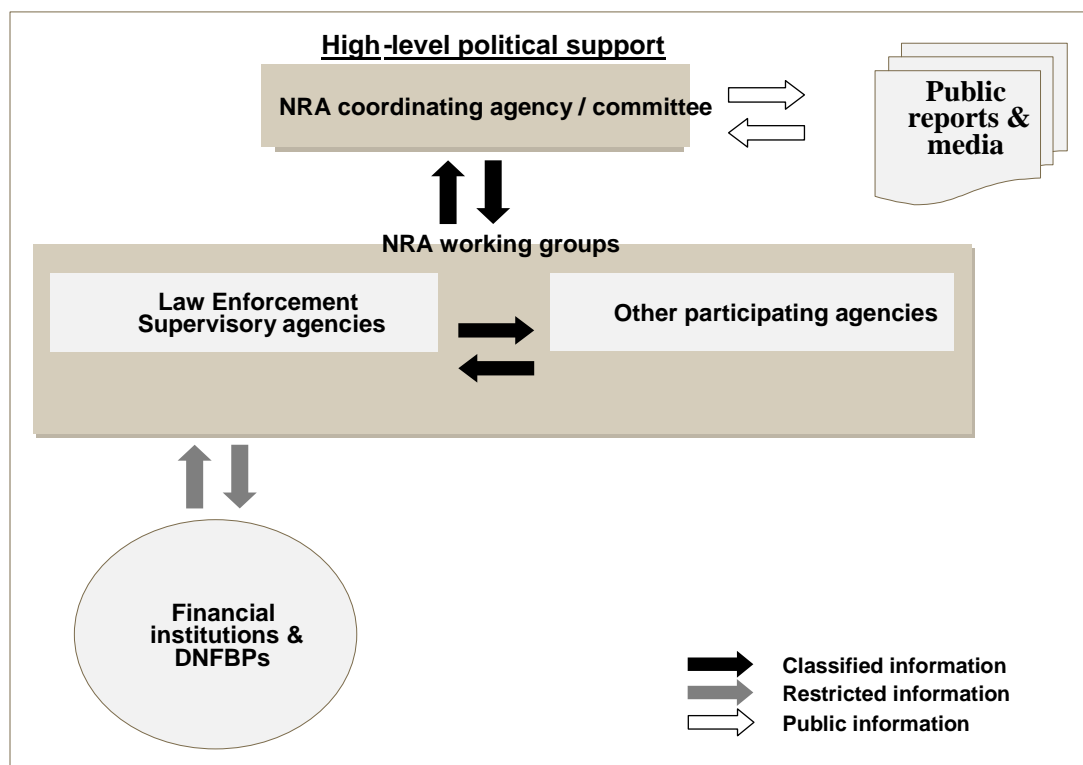 High-level political support
NRA coordinating agency / committee
Public
reports &
media
NRA working groups
Law Enforcement
Supervisory agencies
Other participating agencies
Financial
institutions &
DNFBPs
Classified information
Restricted information
Public information